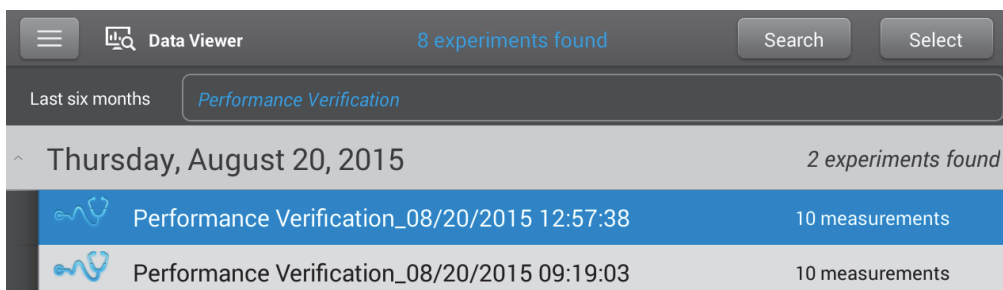 Data Viewer 8 experiments found Search Select
Last six months Performance Verification
Thursday, August 20, 2015 2 experiments found
Performance Verification_08/20/2015 12:57:38 10 measurements
Performance Verification_08/20/2015 09:19:03 10 measurements